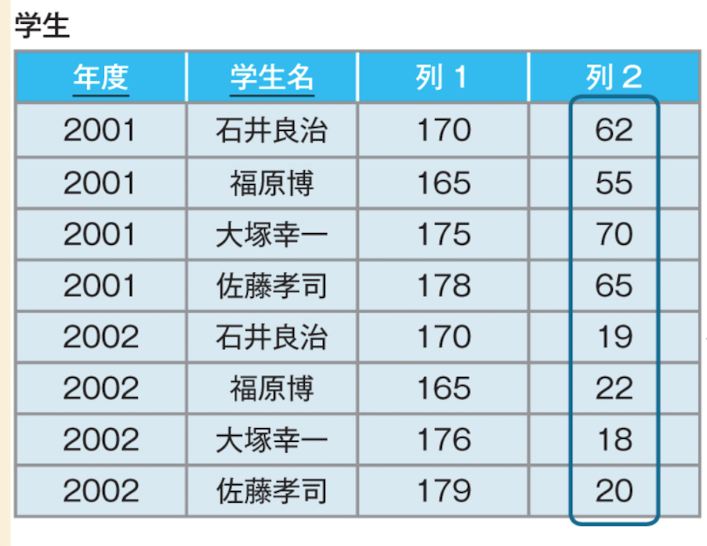 学生
年度 学生名 列1 列2
2001 石井良治 170 62
2001 福原博 165 55
2001 大塚幸一 175 70
2001 佐藤孝司 178 65
2002 石井良治 170 19
2002 福原博 165 22
2002 大塚幸一 176 18
2002 佐藤孝司 179 20